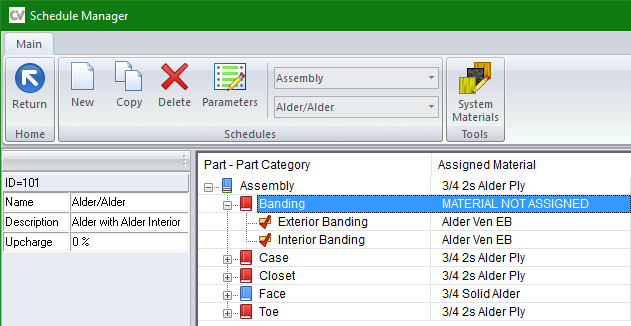 CV Schedule Manager
Main
Return
New
Copy
Delete
Parameters
Assembly
Alder/Alder
System
Materials
Home
Schedules
Tools
ID=101
Name Alder/Alder
Description Alder with Alder Interior
Upcharge 0 %
Part - Part Category Assigned Material
Assembly 3/4 2s Alder Ply
Banding MATERIAL NOT ASSIGNED
Exterior Banding Alder Ven EB
Interior Banding Alder Ven EB
Case 3/4 2s Alder Ply
Closet 3/4 2s Alder Ply
Face 3/4 Solid Alder
Toe 3/4 2s Alder Ply